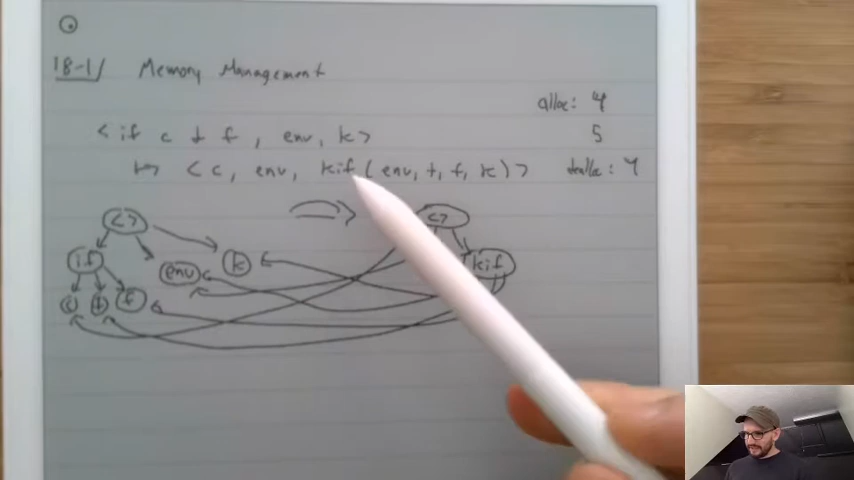 18-1/ Memory Management
alloc: 4
< if c t f , env, k>
5
↦ < c, env, kif (env, t, f, k) >
dealloc: 4
<> <>
if env k kif
c t f